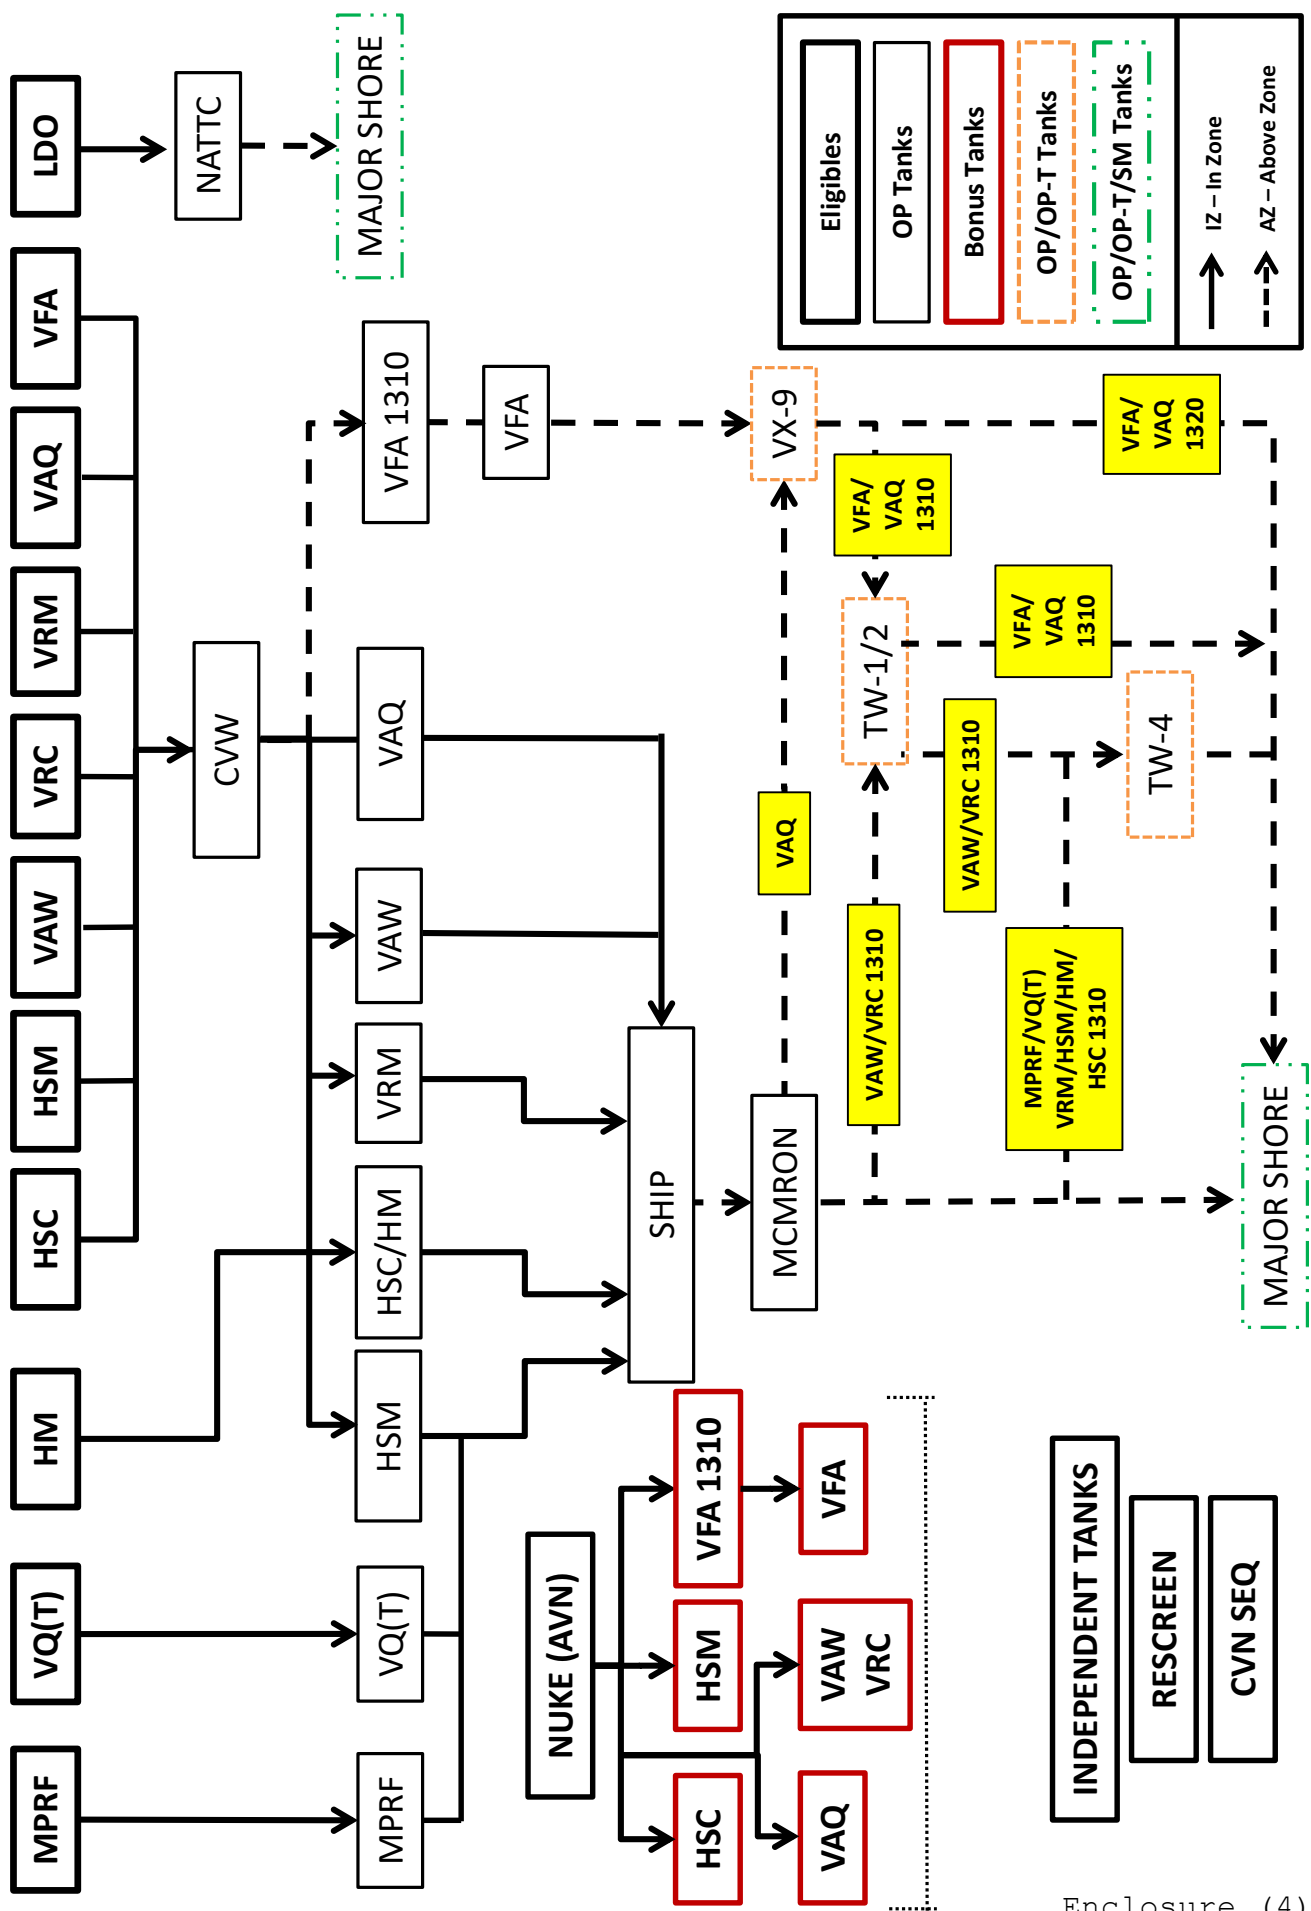 MPRF
VQ(T)
HM
HSC
HSM
VAW
VRC
VRM
VAQ
VFA
LDO
NATTC
MAJOR SHORE
CVW
MPRF
VQ(T)
HSM
HSC/HM
VRM
VAW
VAQ
VFA 1310
VFA
SHIP
NUKE (AVN)
HSC
HSM
VFA 1310
VAQ
VAW
VRC
VFA
MCMRON
VAQ
VX-9
VAW/VRC 1310
TW-1/2
VFA/
VAQ
1310
VAW/VRC 1310
VFA/
VAQ
1310
VFA/
VAQ
1320
MPRF/VQ(T)
VRM/HSM/HM/
HSC 1310
TW-4
MAJOR SHORE
INDEPENDENT TANKS
RESCREEN
CVN SEQ
Eligibles
OP Tanks
Bonus Tanks
OP/OP-T Tanks
OP/OP-T/SM Tanks
IZ – In Zone
AZ – Above Zone
Enclosure (4)